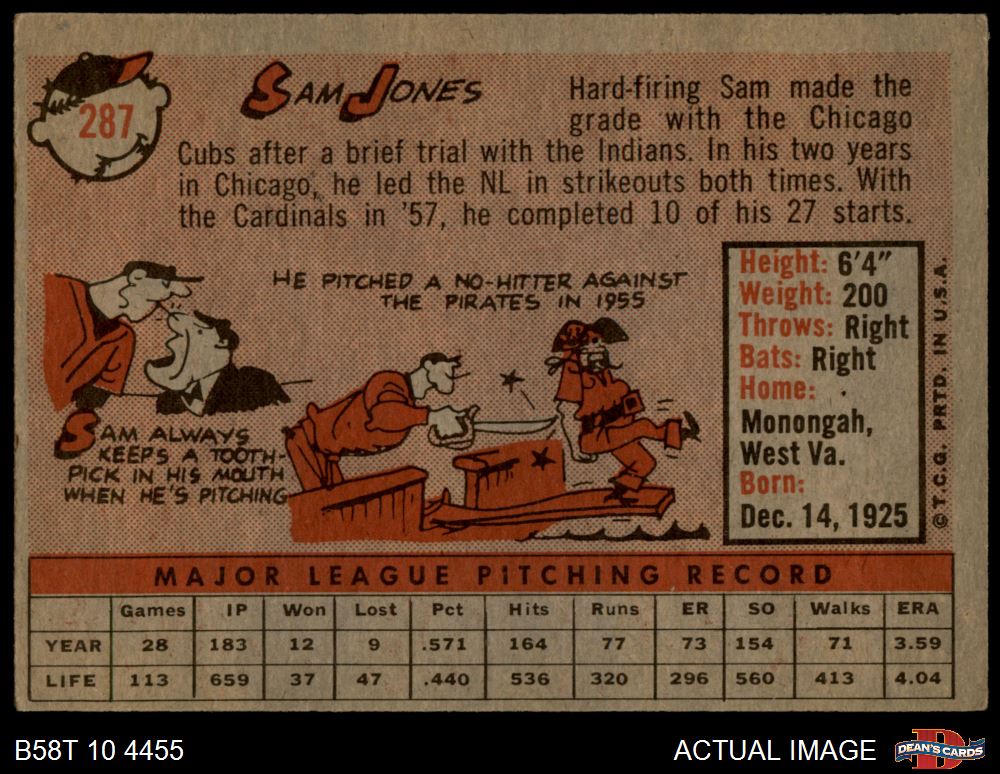 287
SAM JONES
Hard-firing Sam made the
grade with the Chicago
Cubs after a brief trial with the Indians. In his two years
in Chicago, he led the NL in strikeouts both times. With
the Cardinals in '57, he completed 10 of his 27 starts.
HE PITCHED A NO-HITTER AGAINST
THE PIRATES IN 1955
SAM ALWAYS
KEEPS A TOOTH-
PICK IN HIS MOUTH
WHEN HE'S PITCHING
Height: 6'4"
Weight: 200
Throws: Right
Bats: Right
Home:
Monongah,
West Va.
Born:
Dec. 14, 1925
© T.C.G. PRTD. IN U.S.A.
MAJOR LEAGUE PITCHING RECORD
Games IP Won Lost Pct Hits Runs ER SO Walks ERA
YEAR 28 183 12 9 .571 164 77 73 154 71 3.59
LIFE 113 659 37 47 .440 536 320 296 560 413 4.04
B58T 10 4455
ACTUAL IMAGE
D
DEAN'S CARDS